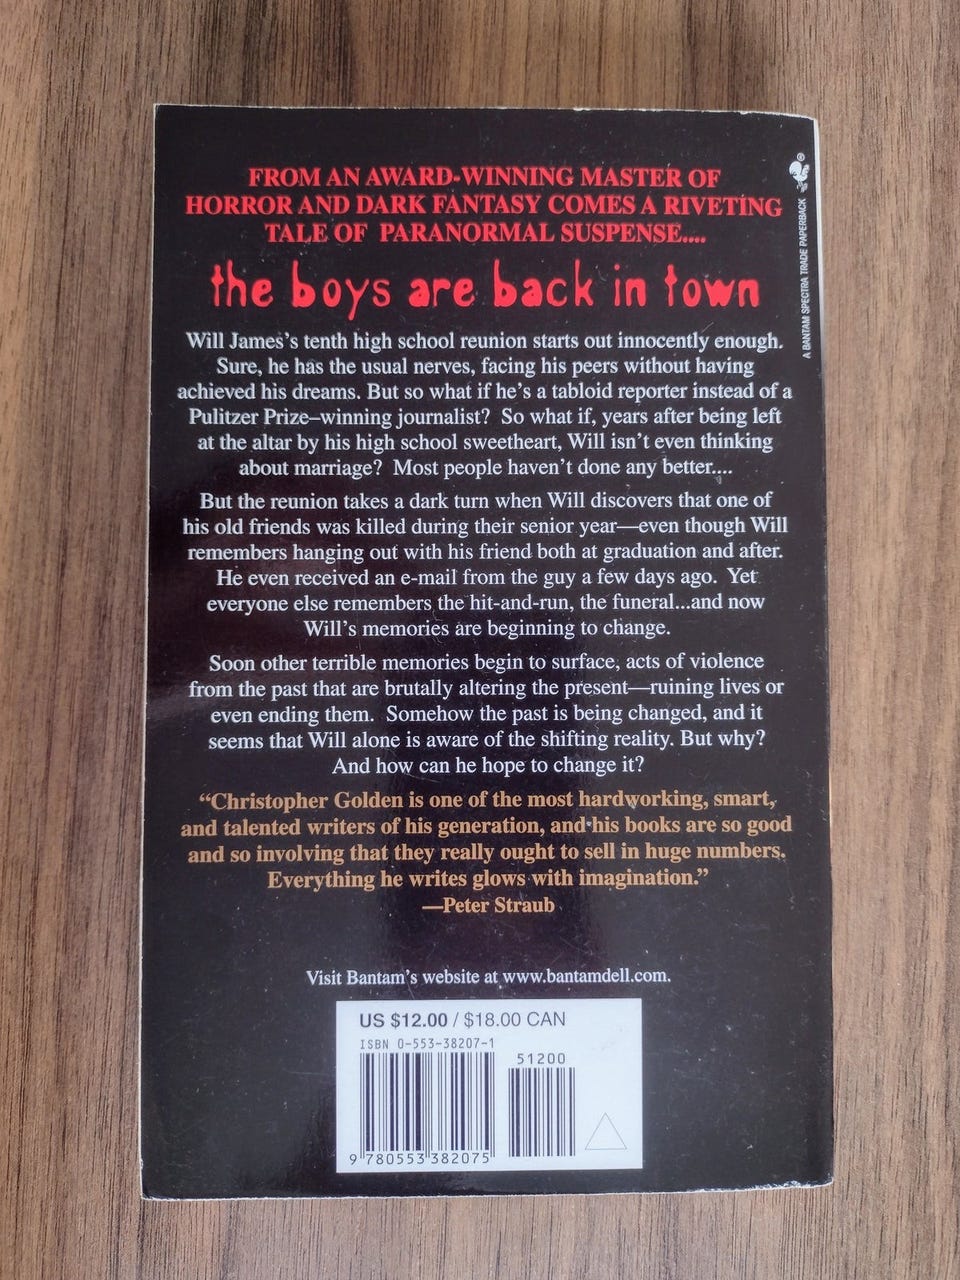 FROM AN AWARD-WINNING MASTER OF
HORROR AND DARK FANTASY COMES A RIVETING
TALE OF PARANORMAL SUSPENSE....
the boys are back in town
Will James's tenth high school reunion starts out innocently enough.
Sure, he has the usual nerves, facing his peers without having
achieved his dreams. But so what if he's a tabloid reporter instead of a
Pulitzer Prize–winning journalist? So what if, years after being left
at the altar by his high school sweetheart, Will isn't even thinking
about marriage? Most people haven't done any better....
But the reunion takes a dark turn when Will discovers that one of
his old friends was killed during their senior year—even though Will
remembers hanging out with his friend both at graduation and after.
He even received an e-mail from the guy a few days ago. Yet
everyone else remembers the hit-and-run, the funeral...and now
Will's memories are beginning to change.
Soon other terrible memories begin to surface, acts of violence
from the past that are brutally altering the present—ruining lives or
even ending them. Somehow the past is being changed, and it
seems that Will alone is aware of the shifting reality. But why?
And how can he hope to change it?
“Christopher Golden is one of the most hardworking, smart,
and talented writers of his generation, and his books are so good
and so involving that they really ought to sell in huge numbers.
Everything he writes glows with imagination.”
—Peter Straub
Visit Bantam's website at www.bantamdell.com.
US $12.00 / $18.00 CAN
ISBN 0-553-38207-1
51200
9 780553 382075
A BANTAM SPECTRA TRADE PAPERBACK
®